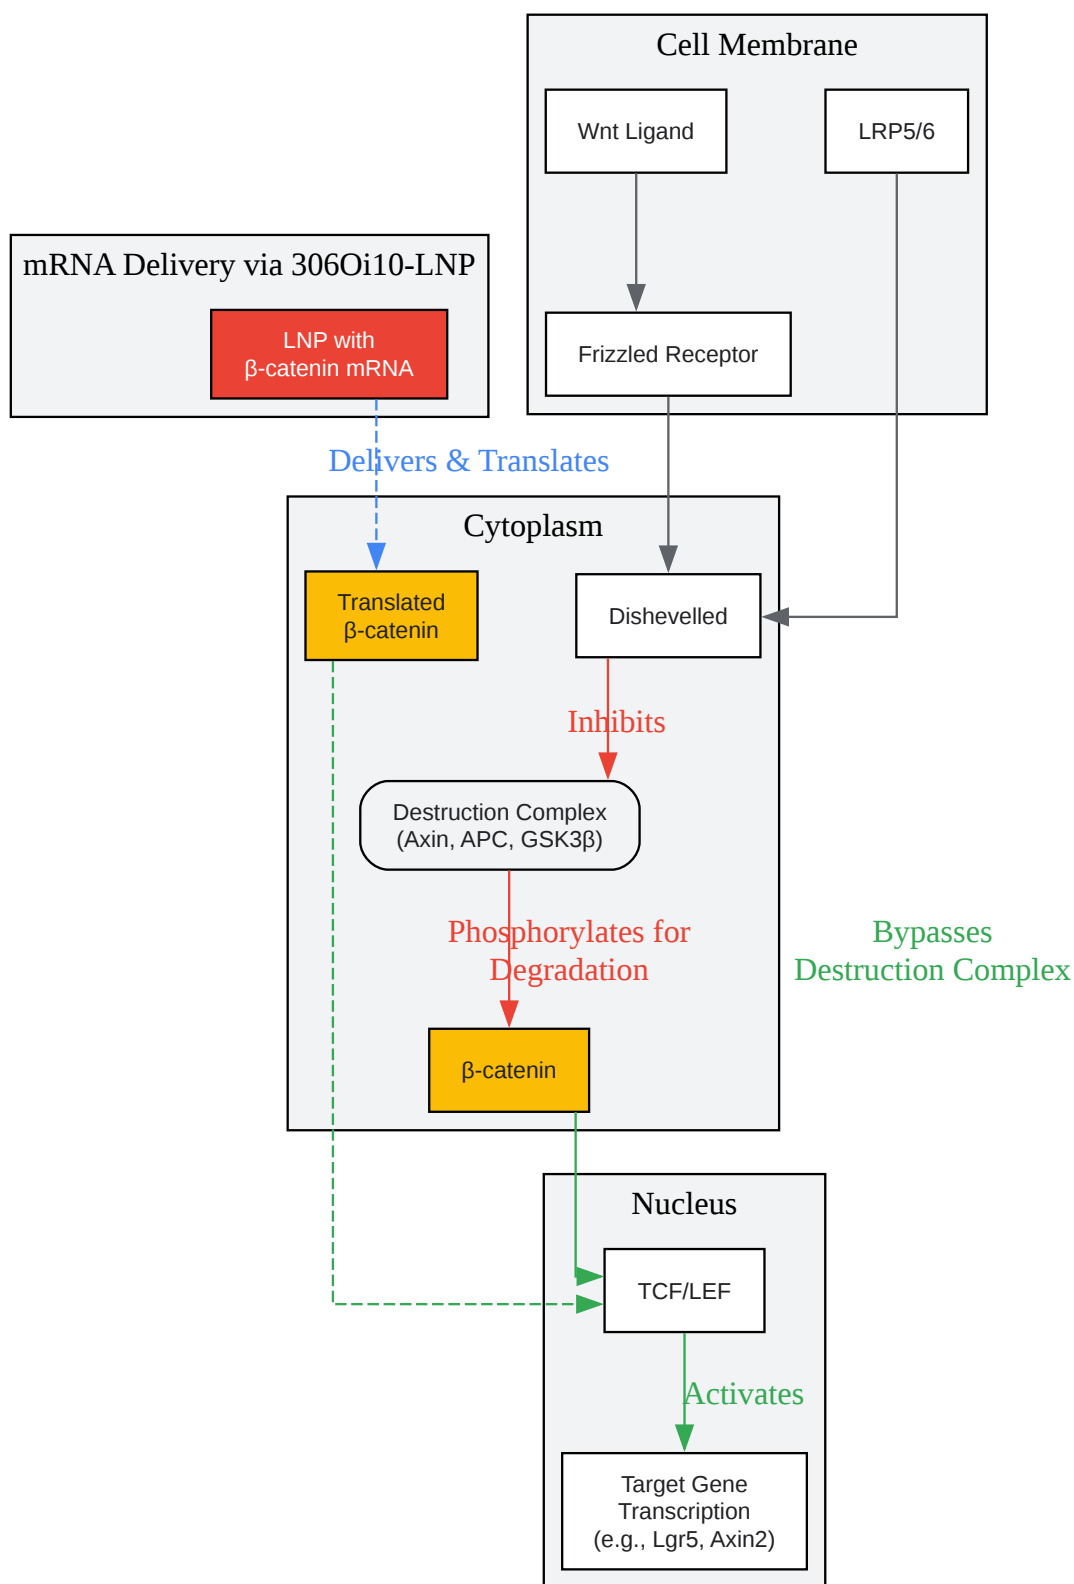 Cell Membrane
Wnt Ligand
LRP5/6
mRNA Delivery via 306Oi10-LNP
LNP with
β-catenin mRNA
Frizzled Receptor
Delivers & Translates
Cytoplasm
Translated
β-catenin
Dishevelled
Inhibits
Destruction Complex
(Axin, APC, GSK3β)
Phosphorylates for
Degradation
Bypasses
Destruction Complex
β-catenin
Nucleus
TCF/LEF
Activates
Target Gene
Transcription
(e.g., Lgr5, Axin2)